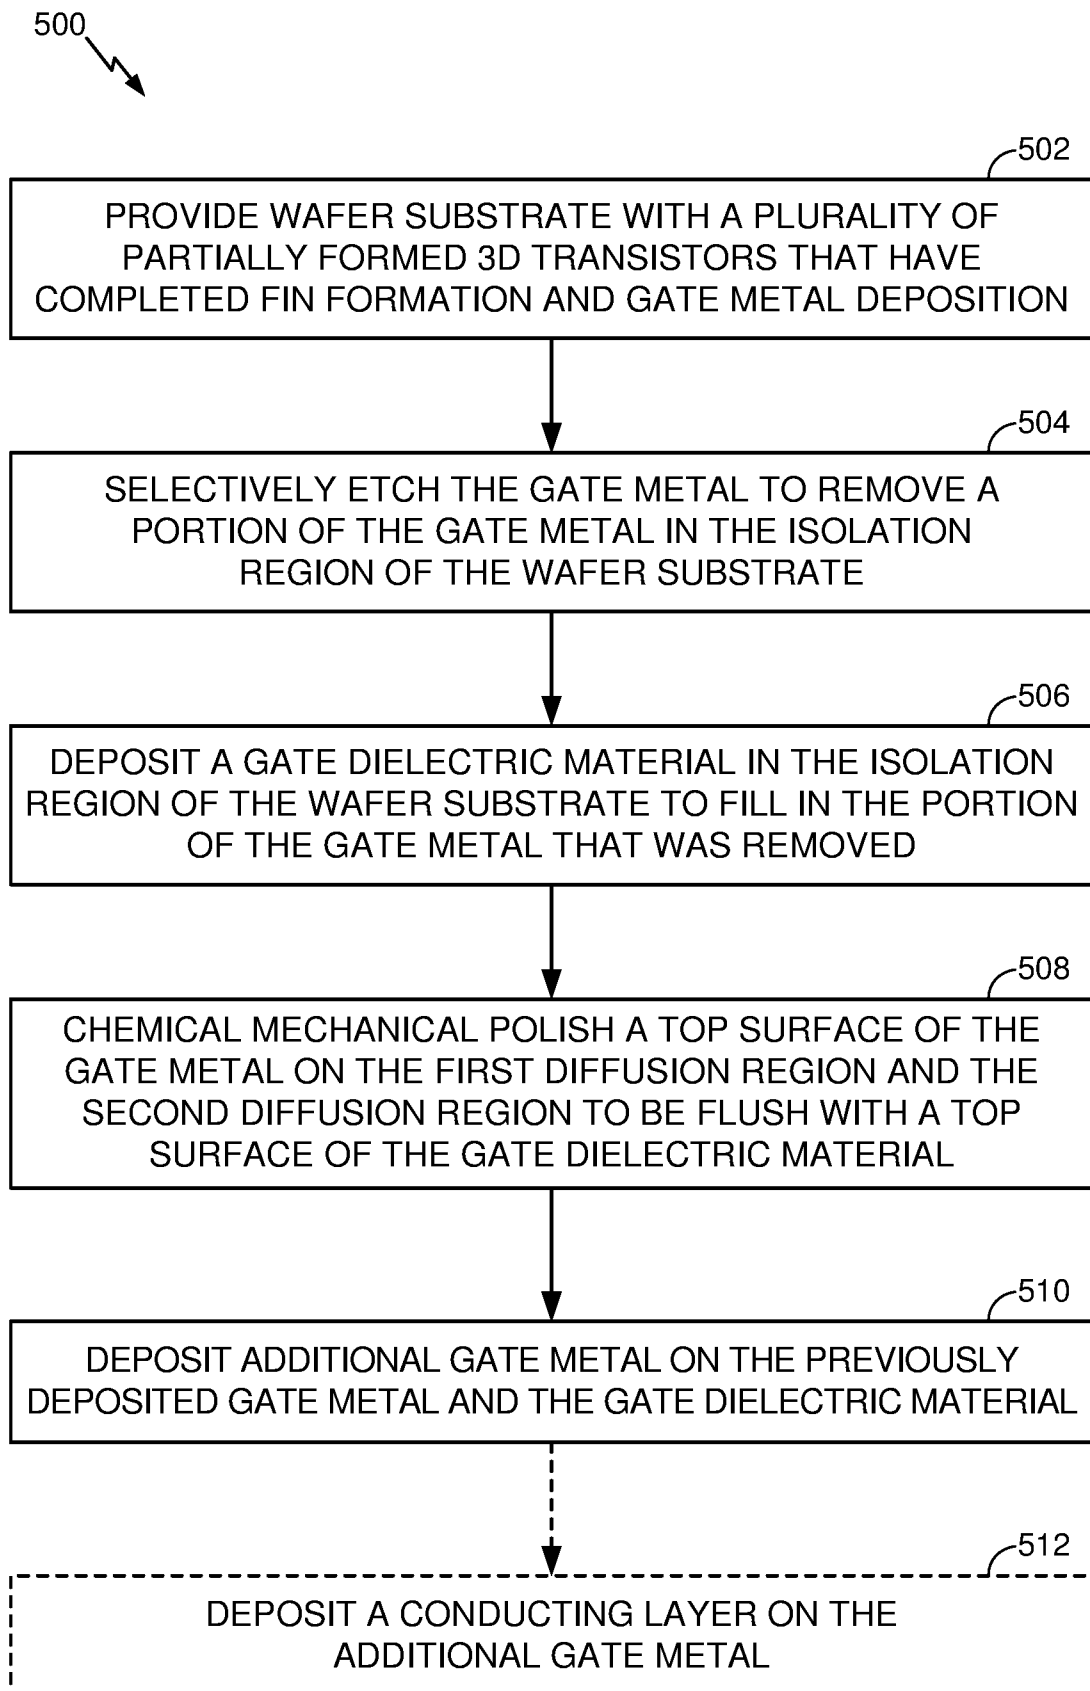 500
502
PROVIDE WAFER SUBSTRATE WITH A PLURALITY OF
PARTIALLY FORMED 3D TRANSISTORS THAT HAVE
COMPLETED FIN FORMATION AND GATE METAL DEPOSITION
504
SELECTIVELY ETCH THE GATE METAL TO REMOVE A
PORTION OF THE GATE METAL IN THE ISOLATION
REGION OF THE WAFER SUBSTRATE
506
DEPOSIT A GATE DIELECTRIC MATERIAL IN THE ISOLATION
REGION OF THE WAFER SUBSTRATE TO FILL IN THE PORTION
OF THE GATE METAL THAT WAS REMOVED
508
CHEMICAL MECHANICAL POLISH A TOP SURFACE OF THE
GATE METAL ON THE FIRST DIFFUSION REGION AND THE
SECOND DIFFUSION REGION TO BE FLUSH WITH A TOP
SURFACE OF THE GATE DIELECTRIC MATERIAL
510
DEPOSIT ADDITIONAL GATE METAL ON THE PREVIOUSLY
DEPOSITED GATE METAL AND THE GATE DIELECTRIC MATERIAL
512
DEPOSIT A CONDUCTING LAYER ON THE
ADDITIONAL GATE METAL